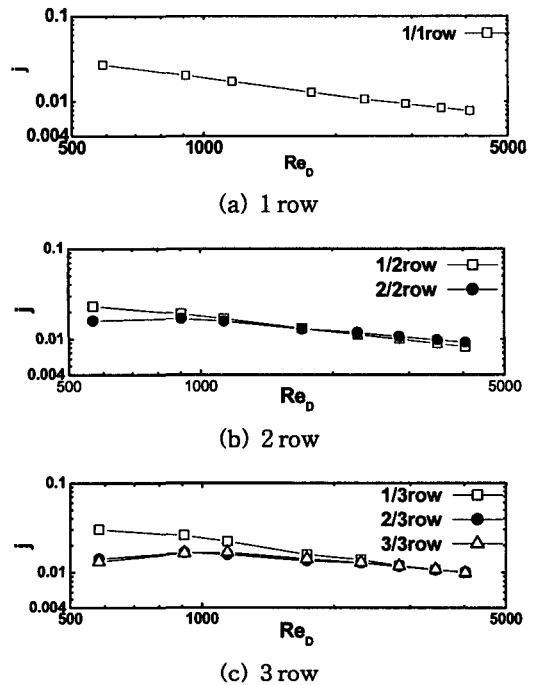 0.1
1/1row
j
0.01
0.004
500
1000
5000
Re_D
(a) 1 row
0.1
1/2row
2/2row
j
0.01
0.004
500
1000
5000
Re_D
(b) 2 row
0.1
1/3row
2/3row
3/3row
j
0.01
0.004
500
1000
5000
Re_D
(c) 3 row